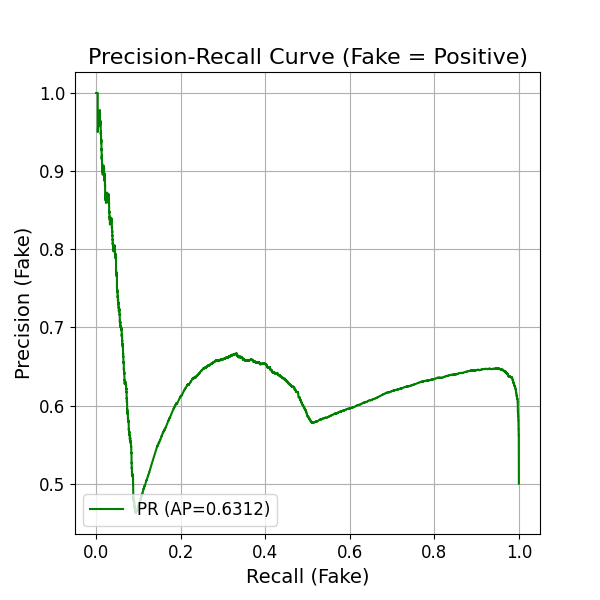 Precision-Recall Curve (Fake = Positive)
1.0
0.9
0.8
0.7
0.6
0.5
Precision (Fake)
PR (AP=0.6312)
0.0 0.2 0.4 0.6 0.8 1.0
Recall (Fake)